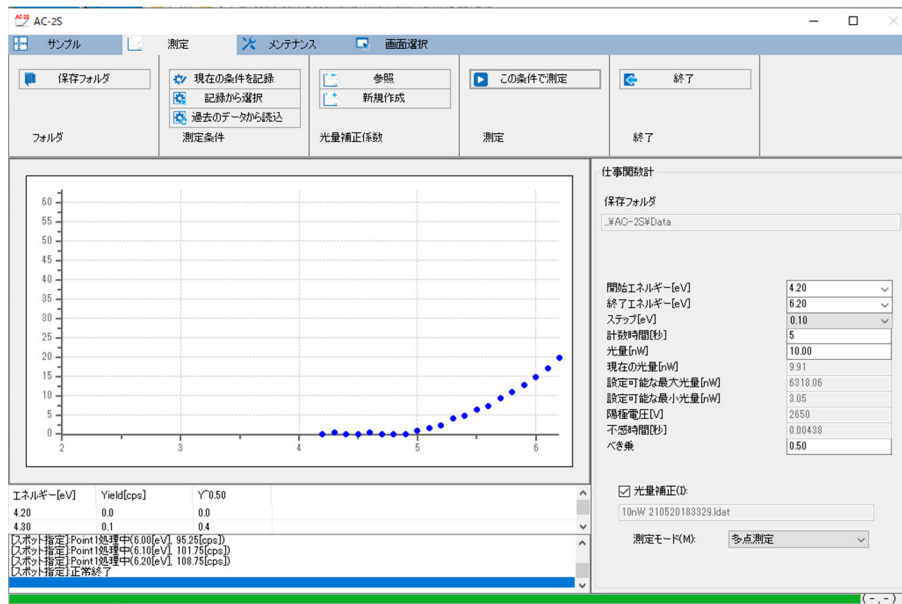 AC-2S
サンプル 測定 メンテナンス 画面選択
保存フォルダ 現在の条件を記録 参照 この条件で測定 終了
記録から選択 新規作成
過去のデータから読込
フォルダ 測定条件 光量補正係数 測定 終了
60
55
50
45
40
35
30
25
20
15
10
5
0
2 3 4 5 6
仕事関数計
保存フォルダ
..¥AC-2S¥Data
開始エネルギー[eV] 4.20
終了エネルギー[eV] 6.20
ステップ[eV] 0.10
計数時間[秒] 5
光量[nW] 10.00
現在の光量[nW] 9.91
設定可能な最大光量[nW] 6318.06
設定可能な最小光量[nW] 3.05
陽極電圧[V] 2650
不感時間[秒] 0.00438
べき乗 0.50
光量補正(I):
10nW 210520183329.ldat
測定モード(M): 多点測定
エネルギー[eV] Yield[cps] Y^0.50
4.20 0.0 0.0
4.30 0.1 0.4
[スポット指定]:Point1処理中(6.00[eV], 95.25[cps])
[スポット指定]:Point1処理中(6.10[eV], 101.75[cps])
[スポット指定]:Point1処理中(6.20[eV], 108.75[cps])
[スポット指定]:正常終了
(-.-)